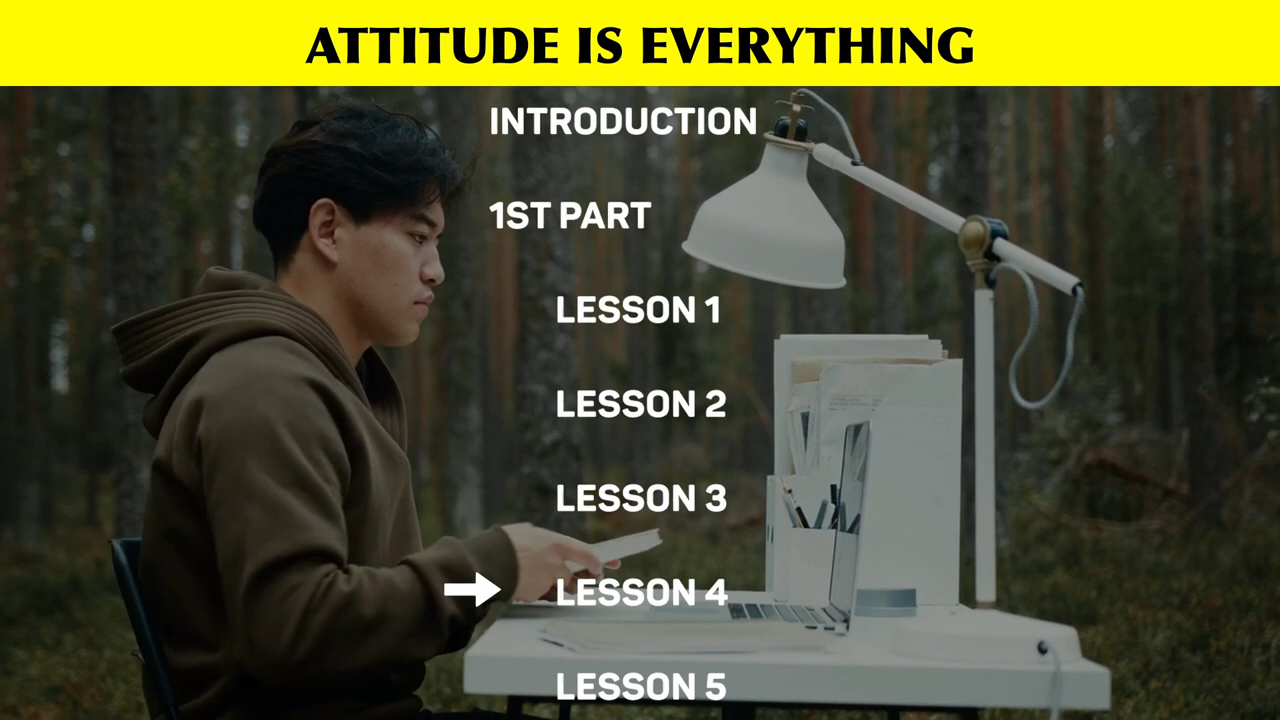 ATTITUDE IS EVERYTHING
INTRODUCTION
1ST PART
LESSON 1
LESSON 2
LESSON 3
LESSON 4
LESSON 5